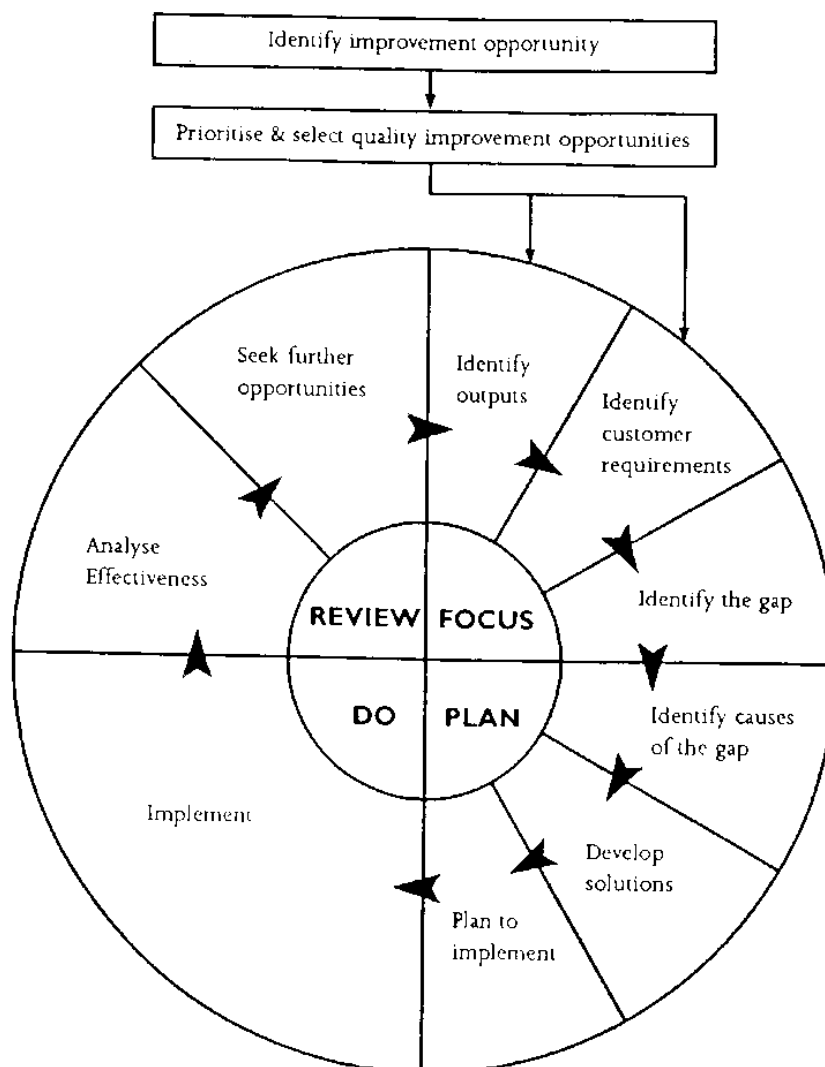 Identify improvement opportunity
Prioritise & select quality improvement opportunities
Seek further
opportunities
Identify
outputs
Identify
customer
requirements
Analyse
Effectiveness
Identify the gap
REVIEW
FOCUS
DO
PLAN
Identify causes
of the gap
Implement
Develop
solutions
Plan to
implement